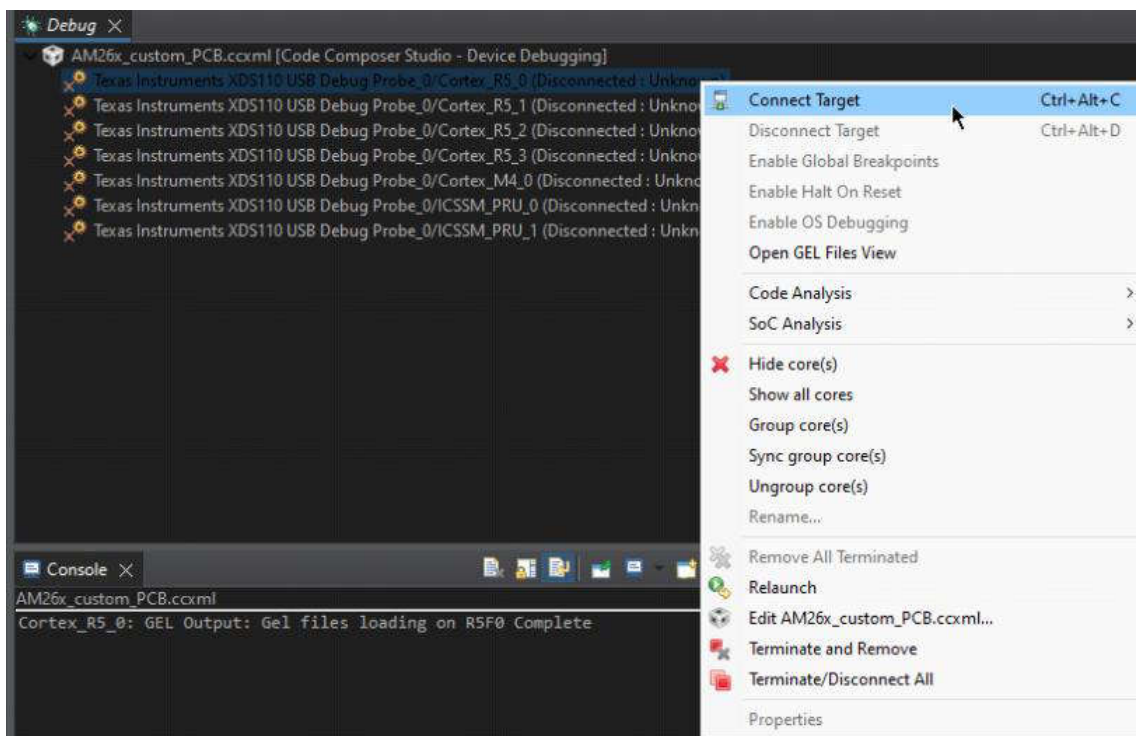 Debug
AM26x_custom_PCB.ccxml [Code Composer Studio - Device Debugging]
Texas Instruments XDS110 USB Debug Probe_0/Cortex_R5_0 (Disconnected : Unknown)
Texas Instruments XDS110 USB Debug Probe_0/Cortex_R5_1 (Disconnected : Unkno
Texas Instruments XDS110 USB Debug Probe_0/Cortex_R5_2 (Disconnected : Unkno
Texas Instruments XDS110 USB Debug Probe_0/Cortex_R5_3 (Disconnected : Unkno
Texas Instruments XDS110 USB Debug Probe_0/Cortex_M4_0 (Disconnected : Unkno
Texas Instruments XDS110 USB Debug Probe_0/ICSSM_PRU_0 (Disconnected : Unkn
Texas Instruments XDS110 USB Debug Probe_0/ICSSM_PRU_1 (Disconnected : Unkn
Connect Target Ctrl+Alt+C
Disconnect Target Ctrl+Alt+D
Enable Global Breakpoints
Enable Halt On Reset
Enable OS Debugging
Open GEL Files View
Code Analysis
SoC Analysis
Hide core(s)
Show all cores
Group core(s)
Sync group core(s)
Ungroup core(s)
Rename...
Remove All Terminated
Relaunch
Edit AM26x_custom_PCB.ccxml...
Terminate and Remove
Terminate/Disconnect All
Properties
Console
AM26x_custom_PCB.ccxml
Cortex_R5_0: GEL Output: Gel files loading on R5F0 Complete